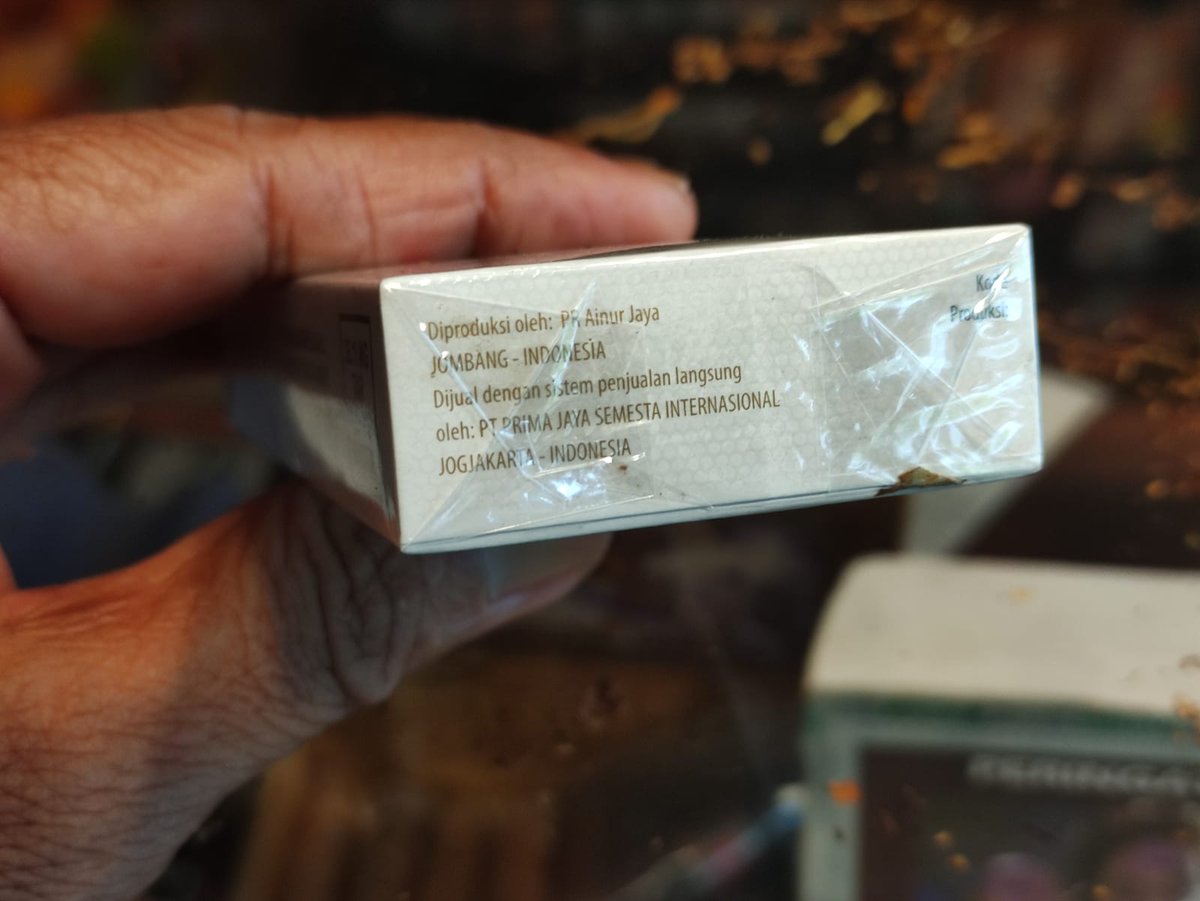 Diproduksi oleh: PR Ainur Jaya
JOMBANG - INDONESIA
Dijual dengan sistem penjualan langsung
oleh: PT PRIMA JAYA SEMESTA INTERNASIONAL
JOGJAKARTA - INDONESIA
Kode
Produksi: